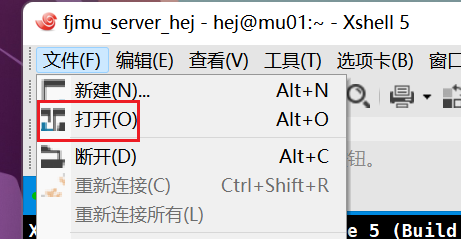 fjmu_server_hej - hej@mu01:~ - Xshell 5
文件(F) 编辑(E) 查看(V) 工具(T) 选项卡(B) 窗口
新建(N)... Alt+N
打开(O) Alt+O
断开(D) Alt+C
钮。
重新连接(C) Ctrl+Shift+R
重新连接所有(L)
X e 5 (Build